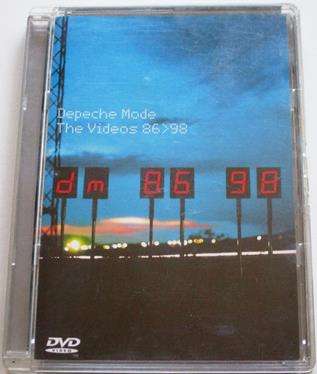 Depeche Mode
The Videos 86>98
dm 86 98
DVD
VIDEO